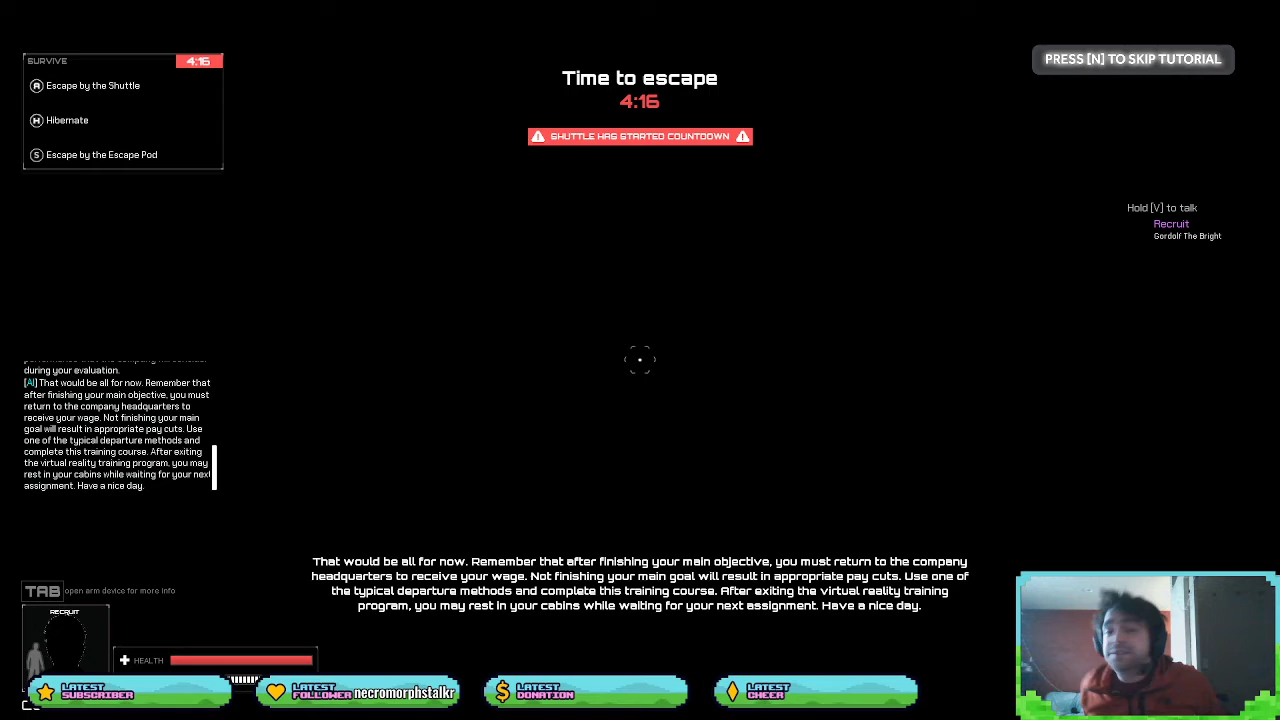 SURVIVE 4:16
Escape by the Shuttle
Hibernate
Escape by the Escape Pod
Time to escape
4:16
SHUTTLE HAS STARTED COUNTDOWN
PRESS [N] TO SKIP TUTORIAL
Hold [V] to talk
Recruit
Gordolf The Bright
during your evaluation.
[AI] That would be all for now. Remember that
after finishing your main objective, you must
return to the company headquarters to
receive your wage. Not finishing your main
goal will result in appropriate pay cuts. Use
one of the typical departure methods and
complete this training course. After exiting
the virtual reality training program, you may
rest in your cabins while waiting for your next
assignment. Have a nice day.
That would be all for now. Remember that after finishing your main objective, you must return to the company
headquarters to receive your wage. Not finishing your main goal will result in appropriate pay cuts. Use one of
the typical departure methods and complete this training course. After exiting the virtual reality training
program, you may rest in your cabins while waiting for your next assignment. Have a nice day.
TAB open arm device for more info
RECRUIT
HEALTH
LATEST
SUBSCRIBER
LATEST
FOLLOWER necromorphstalkr
LATEST
DONATION
LATEST
CHEER